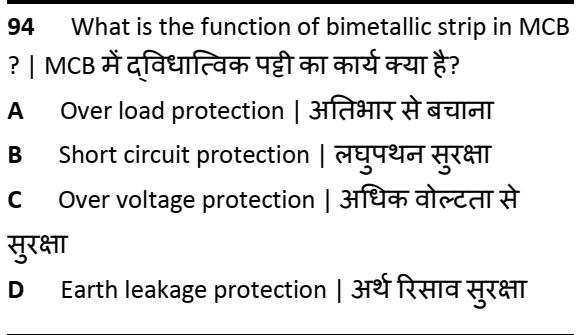 94 What is the function of bimetallic strip in MCB
? | MCB में द्विधात्विक पट्टी का कार्य क्या है?
A Over load protection | अतिभार से बचाना
B Short circuit protection | लघुपथन सुरक्षा
C Over voltage protection | अधिक वोल्टता से
सुरक्षा
D Earth leakage protection | अर्थ रिसाव सुरक्षा